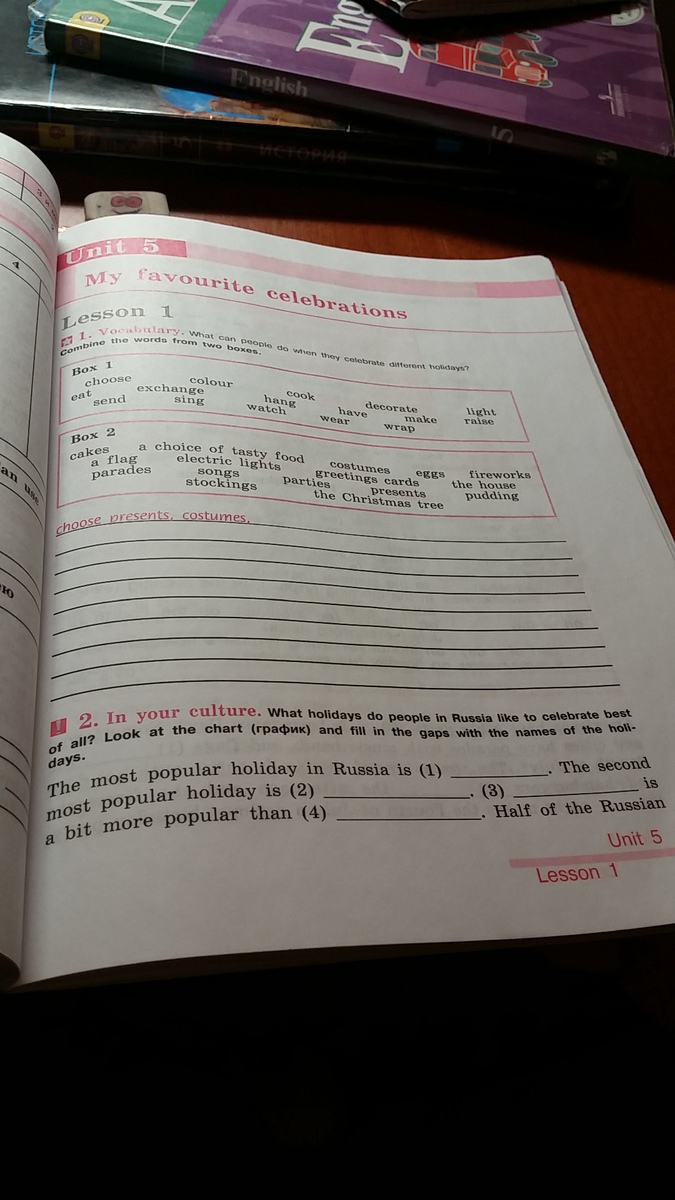 English
5
ИСТОРИЯ
4
Unit 5
My favourite celebrations
Lesson 1
1. Vocabulary. What can people do when they celebrate different holidays?
Combine the words from two boxes.
Box 1
choose colour cook decorate light
eat exchange hang have make raise
send sing watch wear wrap
Box 2
cakes a choice of tasty food costumes eggs fireworks
a flag electric lights greetings cards the house
parades songs parties presents pudding
stockings the Christmas tree
choose presents, costumes,
2. In your culture. What holidays do people in Russia like to celebrate best
of all? Look at the chart (график) and fill in the gaps with the names of the holi-
days.
The most popular holiday in Russia is (1) ___. The second
most popular holiday is (2) ___. (3) ___ is
a bit more popular than (4) ___. Half of the Russian
Unit 5
Lesson 1